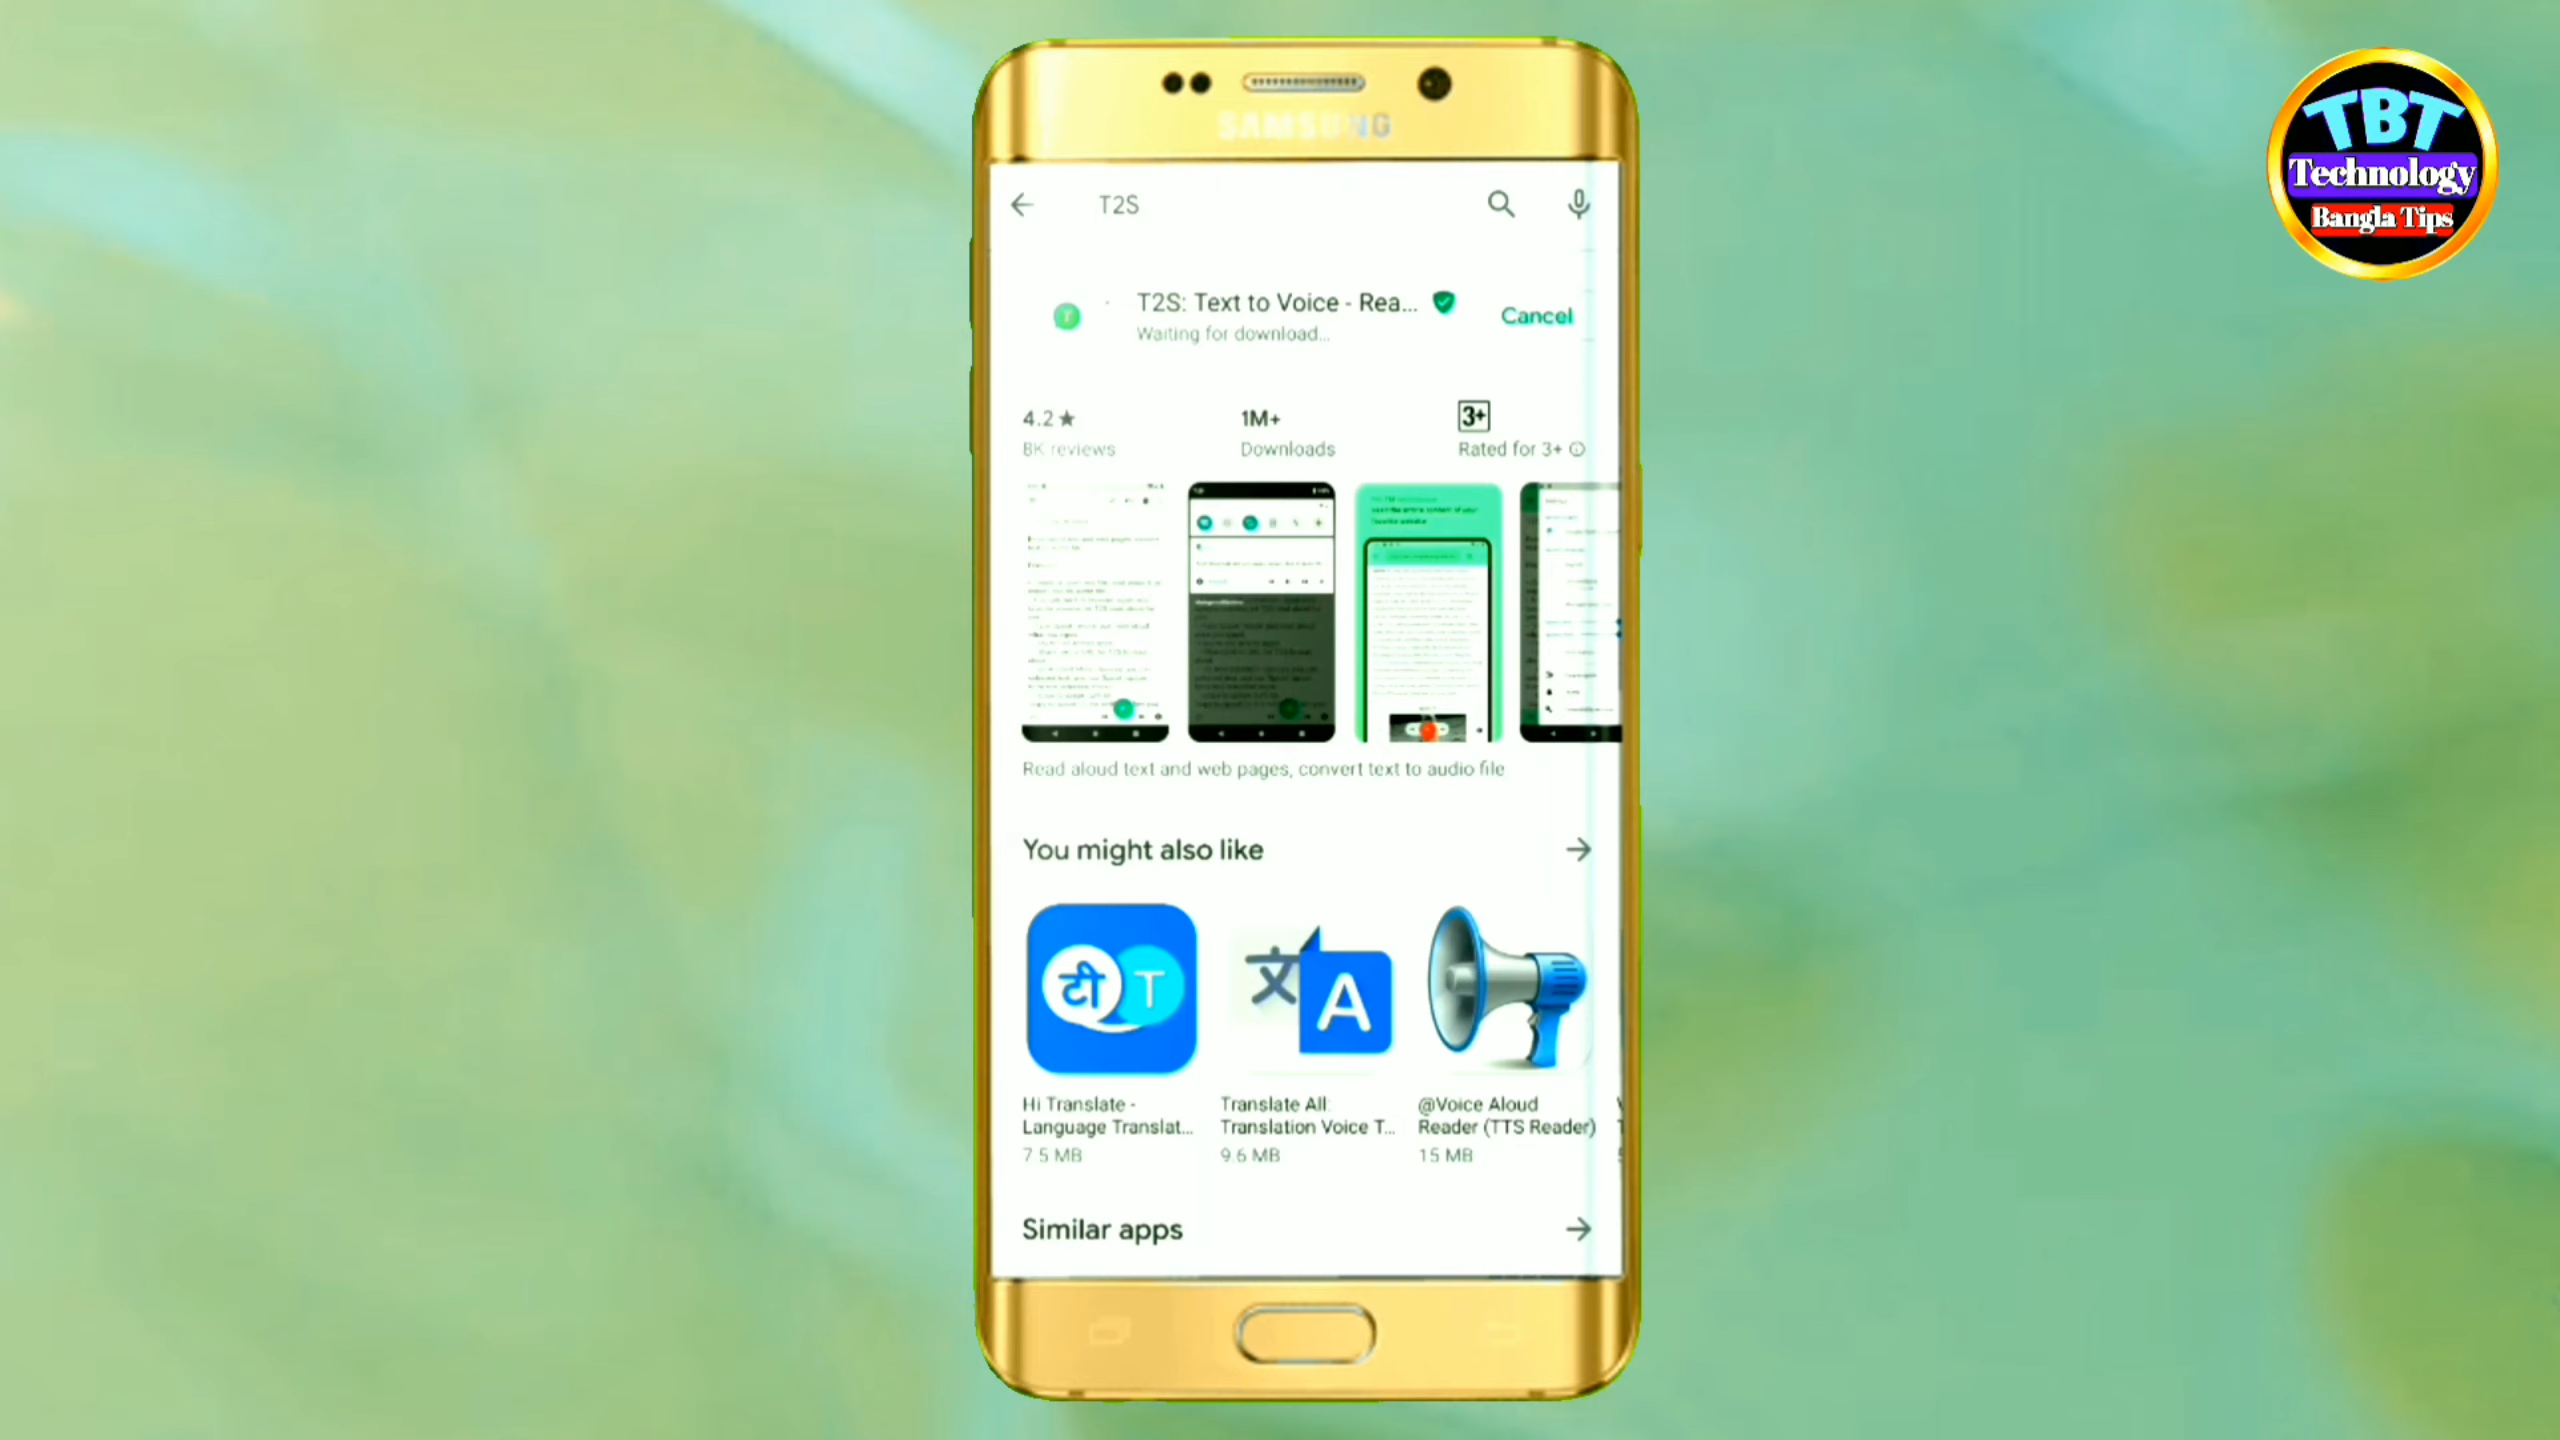 TBT
Technology
Bangla Tips
SAMSUNG
T2S
T2S: Text to Voice - Rea...
Waiting for download...
Cancel
4.2★
8K reviews
1M+
Downloads
3+
Rated for 3+
Read aloud text and web pages, convert text to audio file
You might also like
टी T
文 A
Hi Translate -
Language Translat...
7.5 MB
Translate All:
Translation Voice T...
9.6 MB
@Voice Aloud
Reader (TTS Reader)
15 MB
Similar apps